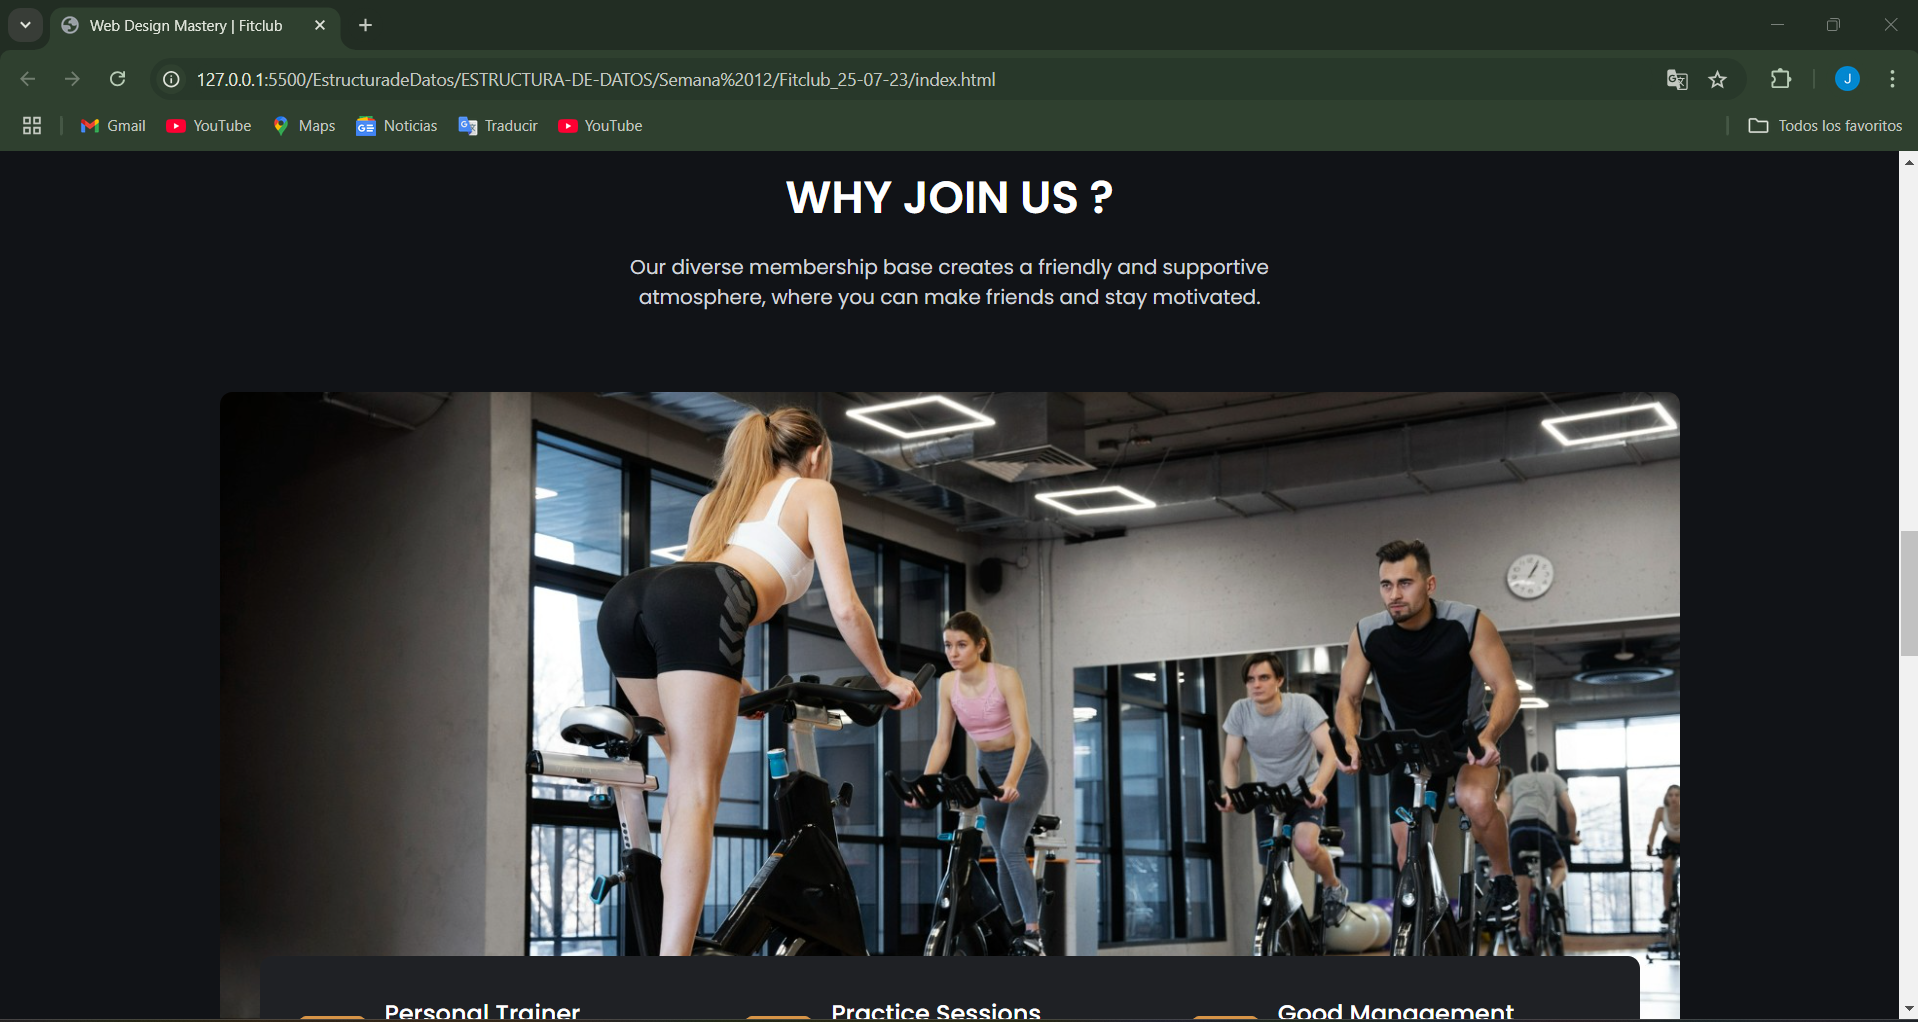 Web Design Mastery | Fitclub
127.0.0.1:5500/EstructuradeDatos/ESTRUCTURA-DE-DATOS/Semana%2012/Fitclub_25-07-23/index.html
J
Gmail
YouTube
Maps
Noticias
Traducir
YouTube
Todos los favoritos
WHY JOIN US ?
Our diverse membership base creates a friendly and supportive
atmosphere, where you can make friends and stay motivated.
Personal Trainer
Practice Sessions
Good Management